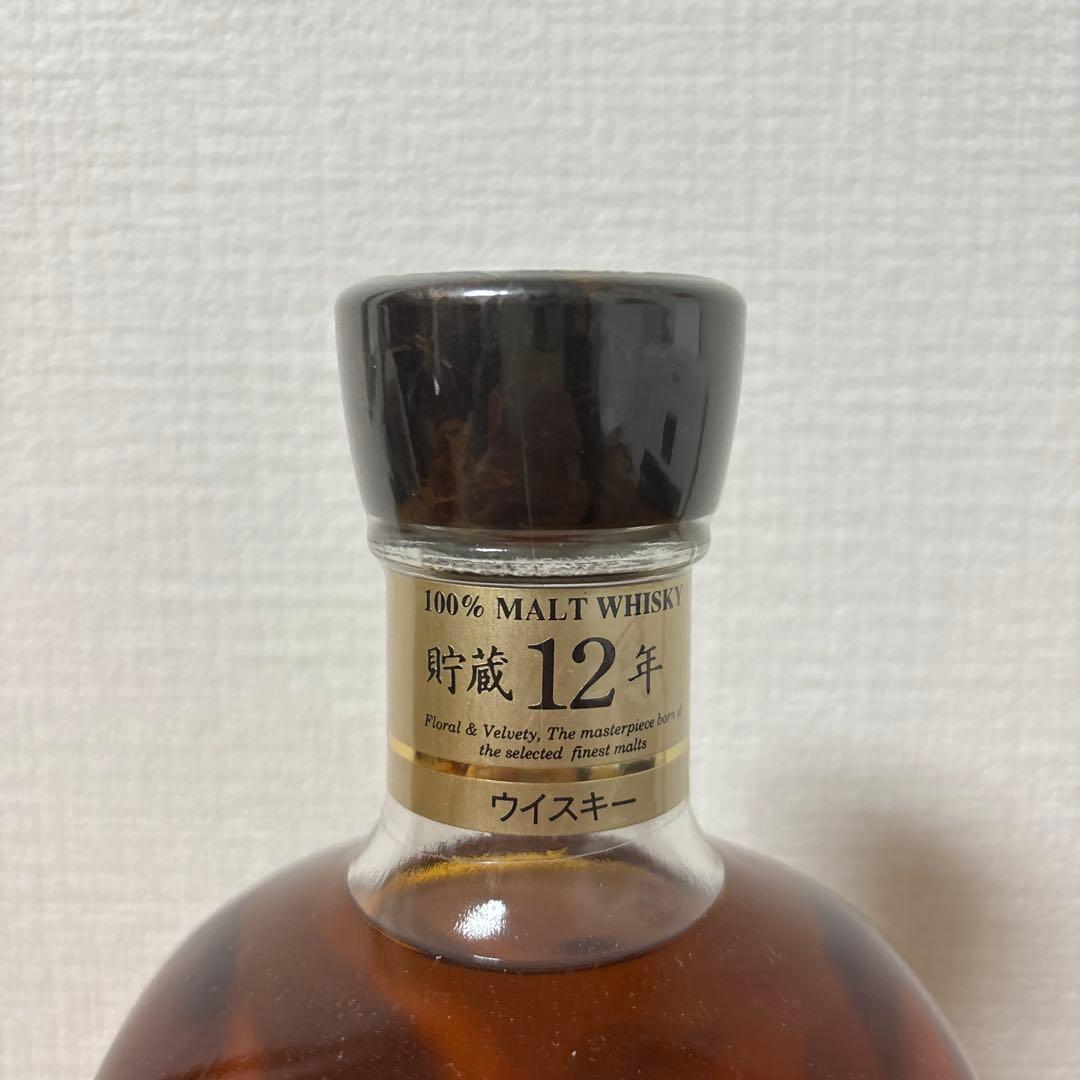 100% MALT WHISKY
貯蔵12年
Floral & Velvety, The masterpiece born of
the selected finest malts
ウイスキー